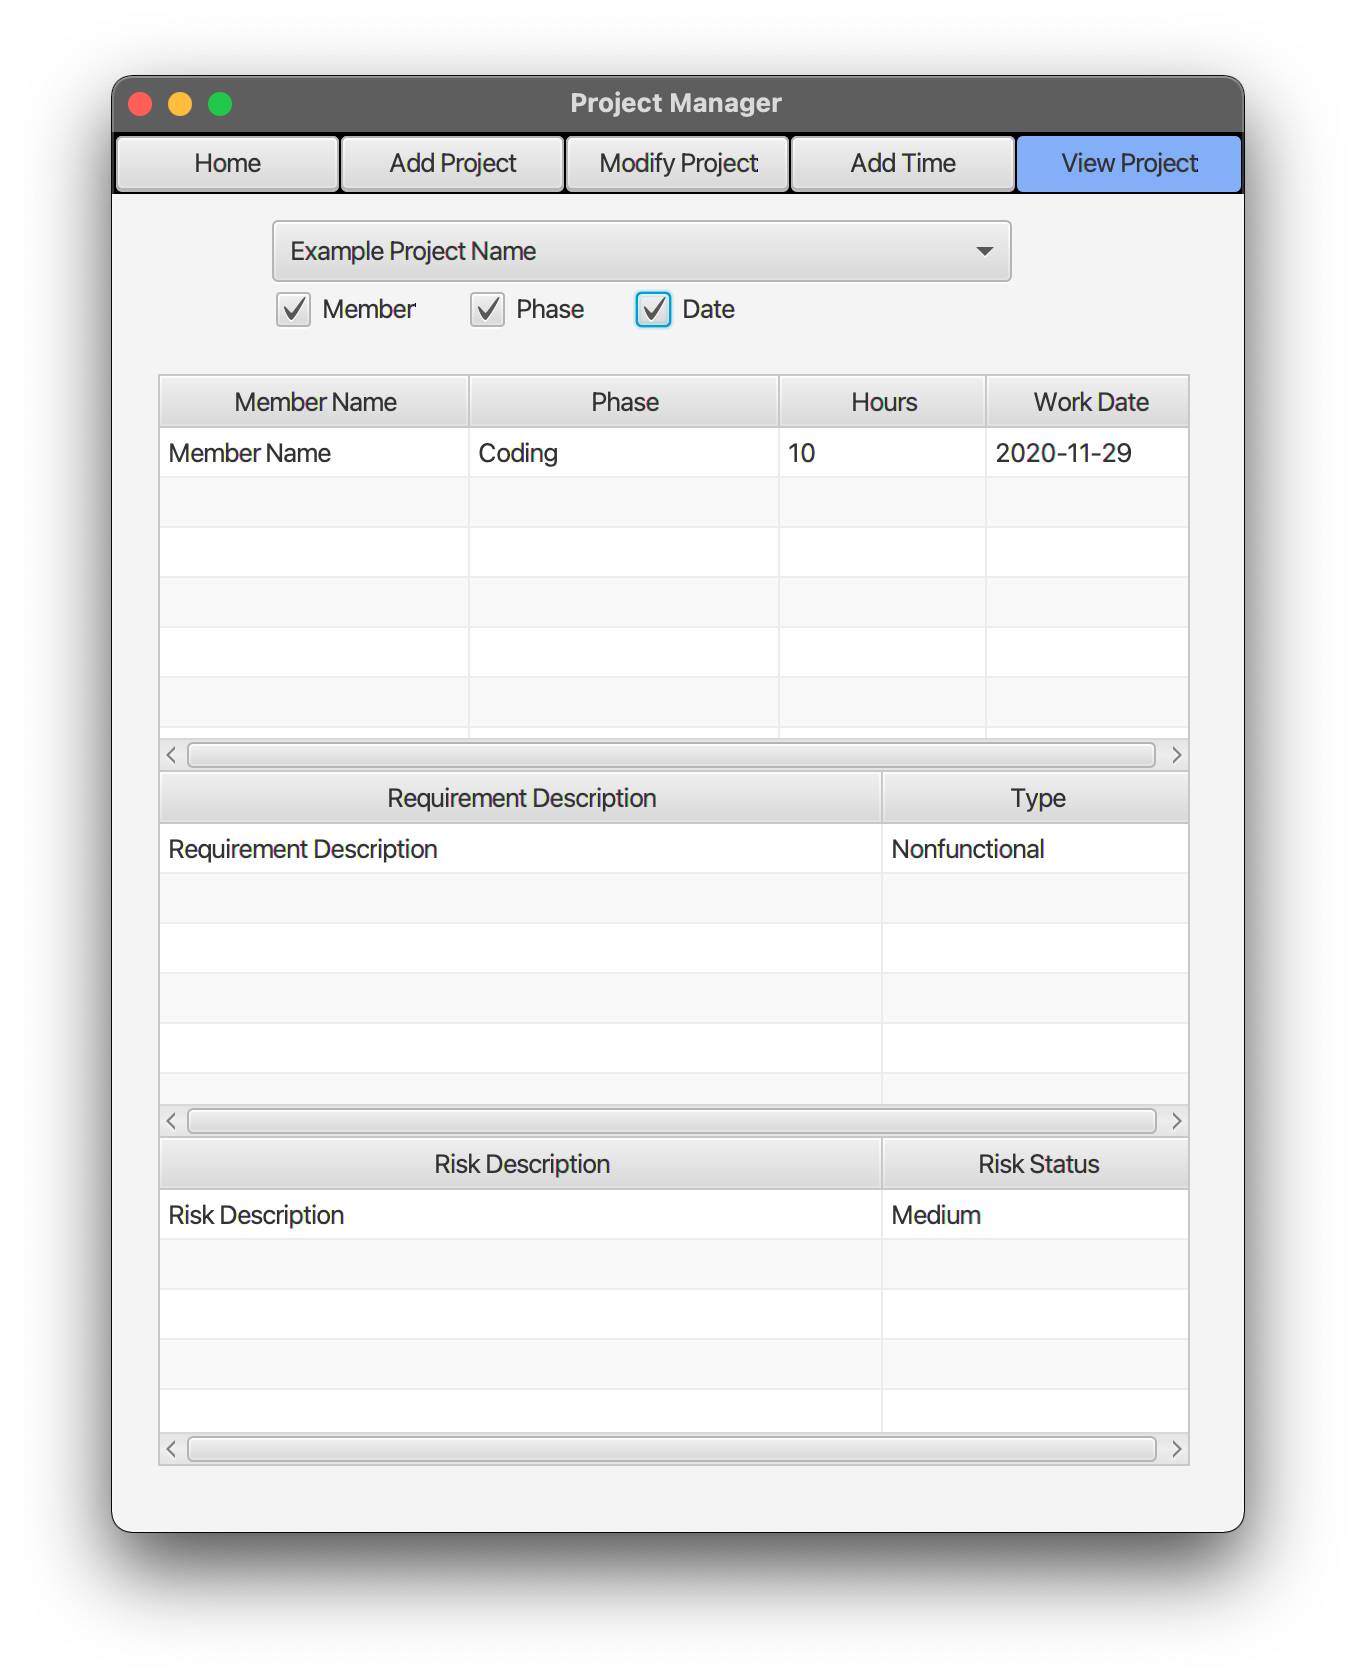 Project Manager
Home Add Project Modify Project Add Time View Project
Example Project Name
Member Phase Date
Member Name Phase Hours Work Date
Member Name Coding 10 2020-11-29
Requirement Description Type
Requirement Description Nonfunctional
Risk Description Risk Status
Risk Description Medium